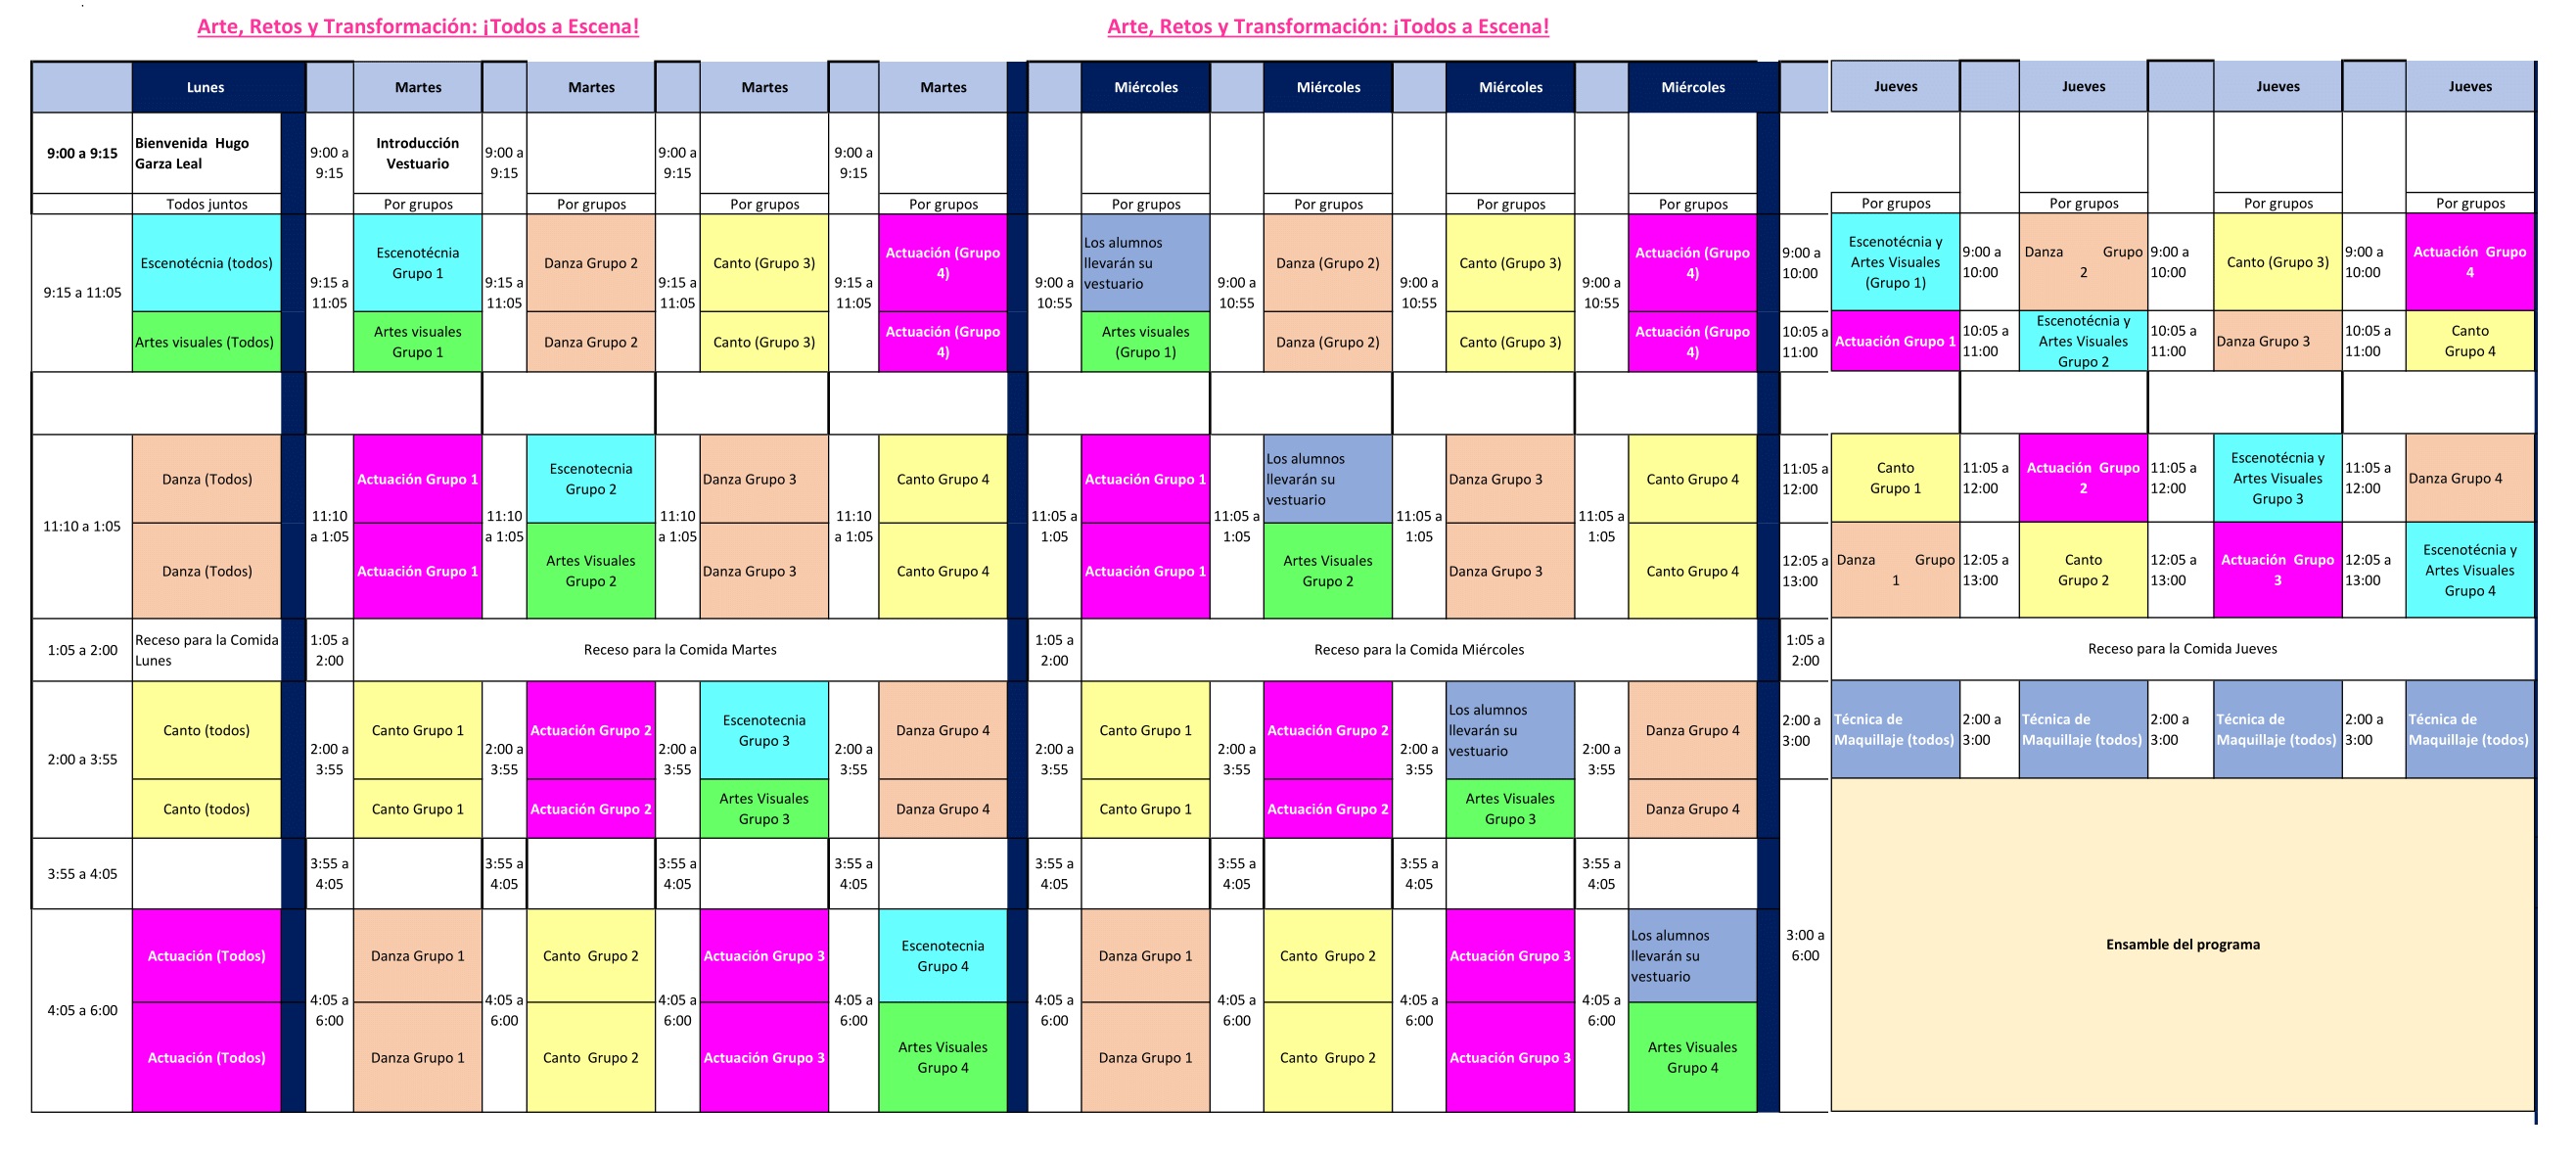 Arte, Retos y Transformación: ¡Todos a Escena!
Arte, Retos y Transformación: ¡Todos a Escena!
Lunes
Martes
Martes
Martes
Martes
Miércoles
Miércoles
Miércoles
Miércoles
Jueves
Jueves
Jueves
Jueves
9:00 a 9:15
Bienvenida Hugo
Garza Leal
9:00 a
9:15
Introducción
Vestuario
9:00 a
9:15
9:00 a
9:15
9:00 a
9:15
Todos juntos
Por grupos
Por grupos
Por grupos
Por grupos
Por grupos
Por grupos
Por grupos
Por grupos
Por grupos
Por grupos
Por grupos
Por grupos
9:15 a 11:05
Escenotécnia (todos)
Artes visuales (Todos)
9:15 a
11:05
Escenotécnia
Grupo 1
Artes visuales
Grupo 1
9:15 a
11:05
Danza Grupo 2
Danza Grupo 2
9:15 a
11:05
Canto (Grupo 3)
Canto (Grupo 3)
9:15 a
11:05
Actuación (Grupo
4)
Actuación (Grupo
4)
9:00 a
10:55
Los alumnos
llevarán su
vestuario
Artes visuales
(Grupo 1)
9:00 a
10:55
Danza (Grupo 2)
Danza (Grupo 2)
9:00 a
10:55
Canto (Grupo 3)
Canto (Grupo 3)
9:00 a
10:55
Actuación (Grupo
4)
Actuación (Grupo
4)
9:00 a
10:00
Escenotécnia y
Artes Visuales
(Grupo 1)
9:00 a
10:00
Danza Grupo
2
9:00 a
10:00
Canto (Grupo 3)
9:00 a
10:00
Actuación Grupo
4
10:05 a
11:00
Actuación Grupo 1
10:05 a
11:00
Escenotécnia y
Artes Visuales
Grupo 2
10:05 a
11:00
Danza Grupo 3
10:05 a
11:00
Canto
Grupo 4
11:10 a 1:05
Danza (Todos)
Danza (Todos)
11:10
a 1:05
Actuación Grupo 1
Actuación Grupo 1
11:10
a 1:05
Escenotecnia
Grupo 2
Artes Visuales
Grupo 2
11:10
a 1:05
Danza Grupo 3
Danza Grupo 3
11:10
a 1:05
Canto Grupo 4
Canto Grupo 4
11:05 a
1:05
Actuación Grupo 1
Actuación Grupo 1
11:05 a
1:05
Los alumnos
llevarán su
vestuario
Artes Visuales
Grupo 2
11:05 a
1:05
Danza Grupo 3
Danza Grupo 3
11:05 a
1:05
Canto Grupo 4
Canto Grupo 4
11:05 a
12:00
Canto
Grupo 1
11:05 a
12:00
Actuación Grupo
2
11:05 a
12:00
Escenotécnia y
Artes Visuales
Grupo 3
11:05 a
12:00
Danza Grupo 4
12:05 a
13:00
Danza Grupo
1
12:05 a
13:00
Canto
Grupo 2
12:05 a
13:00
Actuación Grupo
3
12:05 a
13:00
Escenotécnia y
Artes Visuales
Grupo 4
1:05 a 2:00
Receso para la Comida
Lunes
1:05 a
2:00
Receso para la Comida Martes
1:05 a
2:00
Receso para la Comida Miércoles
1:05 a
2:00
Receso para la Comida Jueves
2:00 a 3:55
Canto (todos)
Canto (todos)
2:00 a
3:55
Canto Grupo 1
Canto Grupo 1
2:00 a
3:55
Actuación Grupo 2
Actuación Grupo 2
2:00 a
3:55
Escenotecnia
Grupo 3
Artes Visuales
Grupo 3
2:00 a
3:55
Danza Grupo 4
Danza Grupo 4
2:00 a
3:55
Canto Grupo 1
Canto Grupo 1
2:00 a
3:55
Actuación Grupo 2
Actuación Grupo 2
2:00 a
3:55
Los alumnos
llevarán su
vestuario
Artes Visuales
Grupo 3
2:00 a
3:55
Danza Grupo 4
Danza Grupo 4
2:00 a
3:00
Técnica de
Maquillaje (todos)
2:00 a
3:00
Técnica de
Maquillaje (todos)
2:00 a
3:00
Técnica de
Maquillaje (todos)
2:00 a
3:00
Técnica de
Maquillaje (todos)
3:55 a 4:05
3:55 a
4:05
3:55 a
4:05
3:55 a
4:05
3:55 a
4:05
3:55 a
4:05
3:55 a
4:05
3:55 a
4:05
3:55 a
4:05
4:05 a 6:00
Actuación (Todos)
Actuación (Todos)
4:05 a
6:00
Danza Grupo 1
Danza Grupo 1
4:05 a
6:00
Canto Grupo 2
Canto Grupo 2
4:05 a
6:00
Actuación Grupo 3
Actuación Grupo 3
4:05 a
6:00
Escenotecnia
Grupo 4
Artes Visuales
Grupo 4
4:05 a
6:00
Danza Grupo 1
Danza Grupo 1
4:05 a
6:00
Canto Grupo 2
Canto Grupo 2
4:05 a
6:00
Actuación Grupo 3
Actuación Grupo 3
4:05 a
6:00
Los alumnos
llevarán su
vestuario
Artes Visuales
Grupo 4
3:00 a
6:00
Ensamble del programa